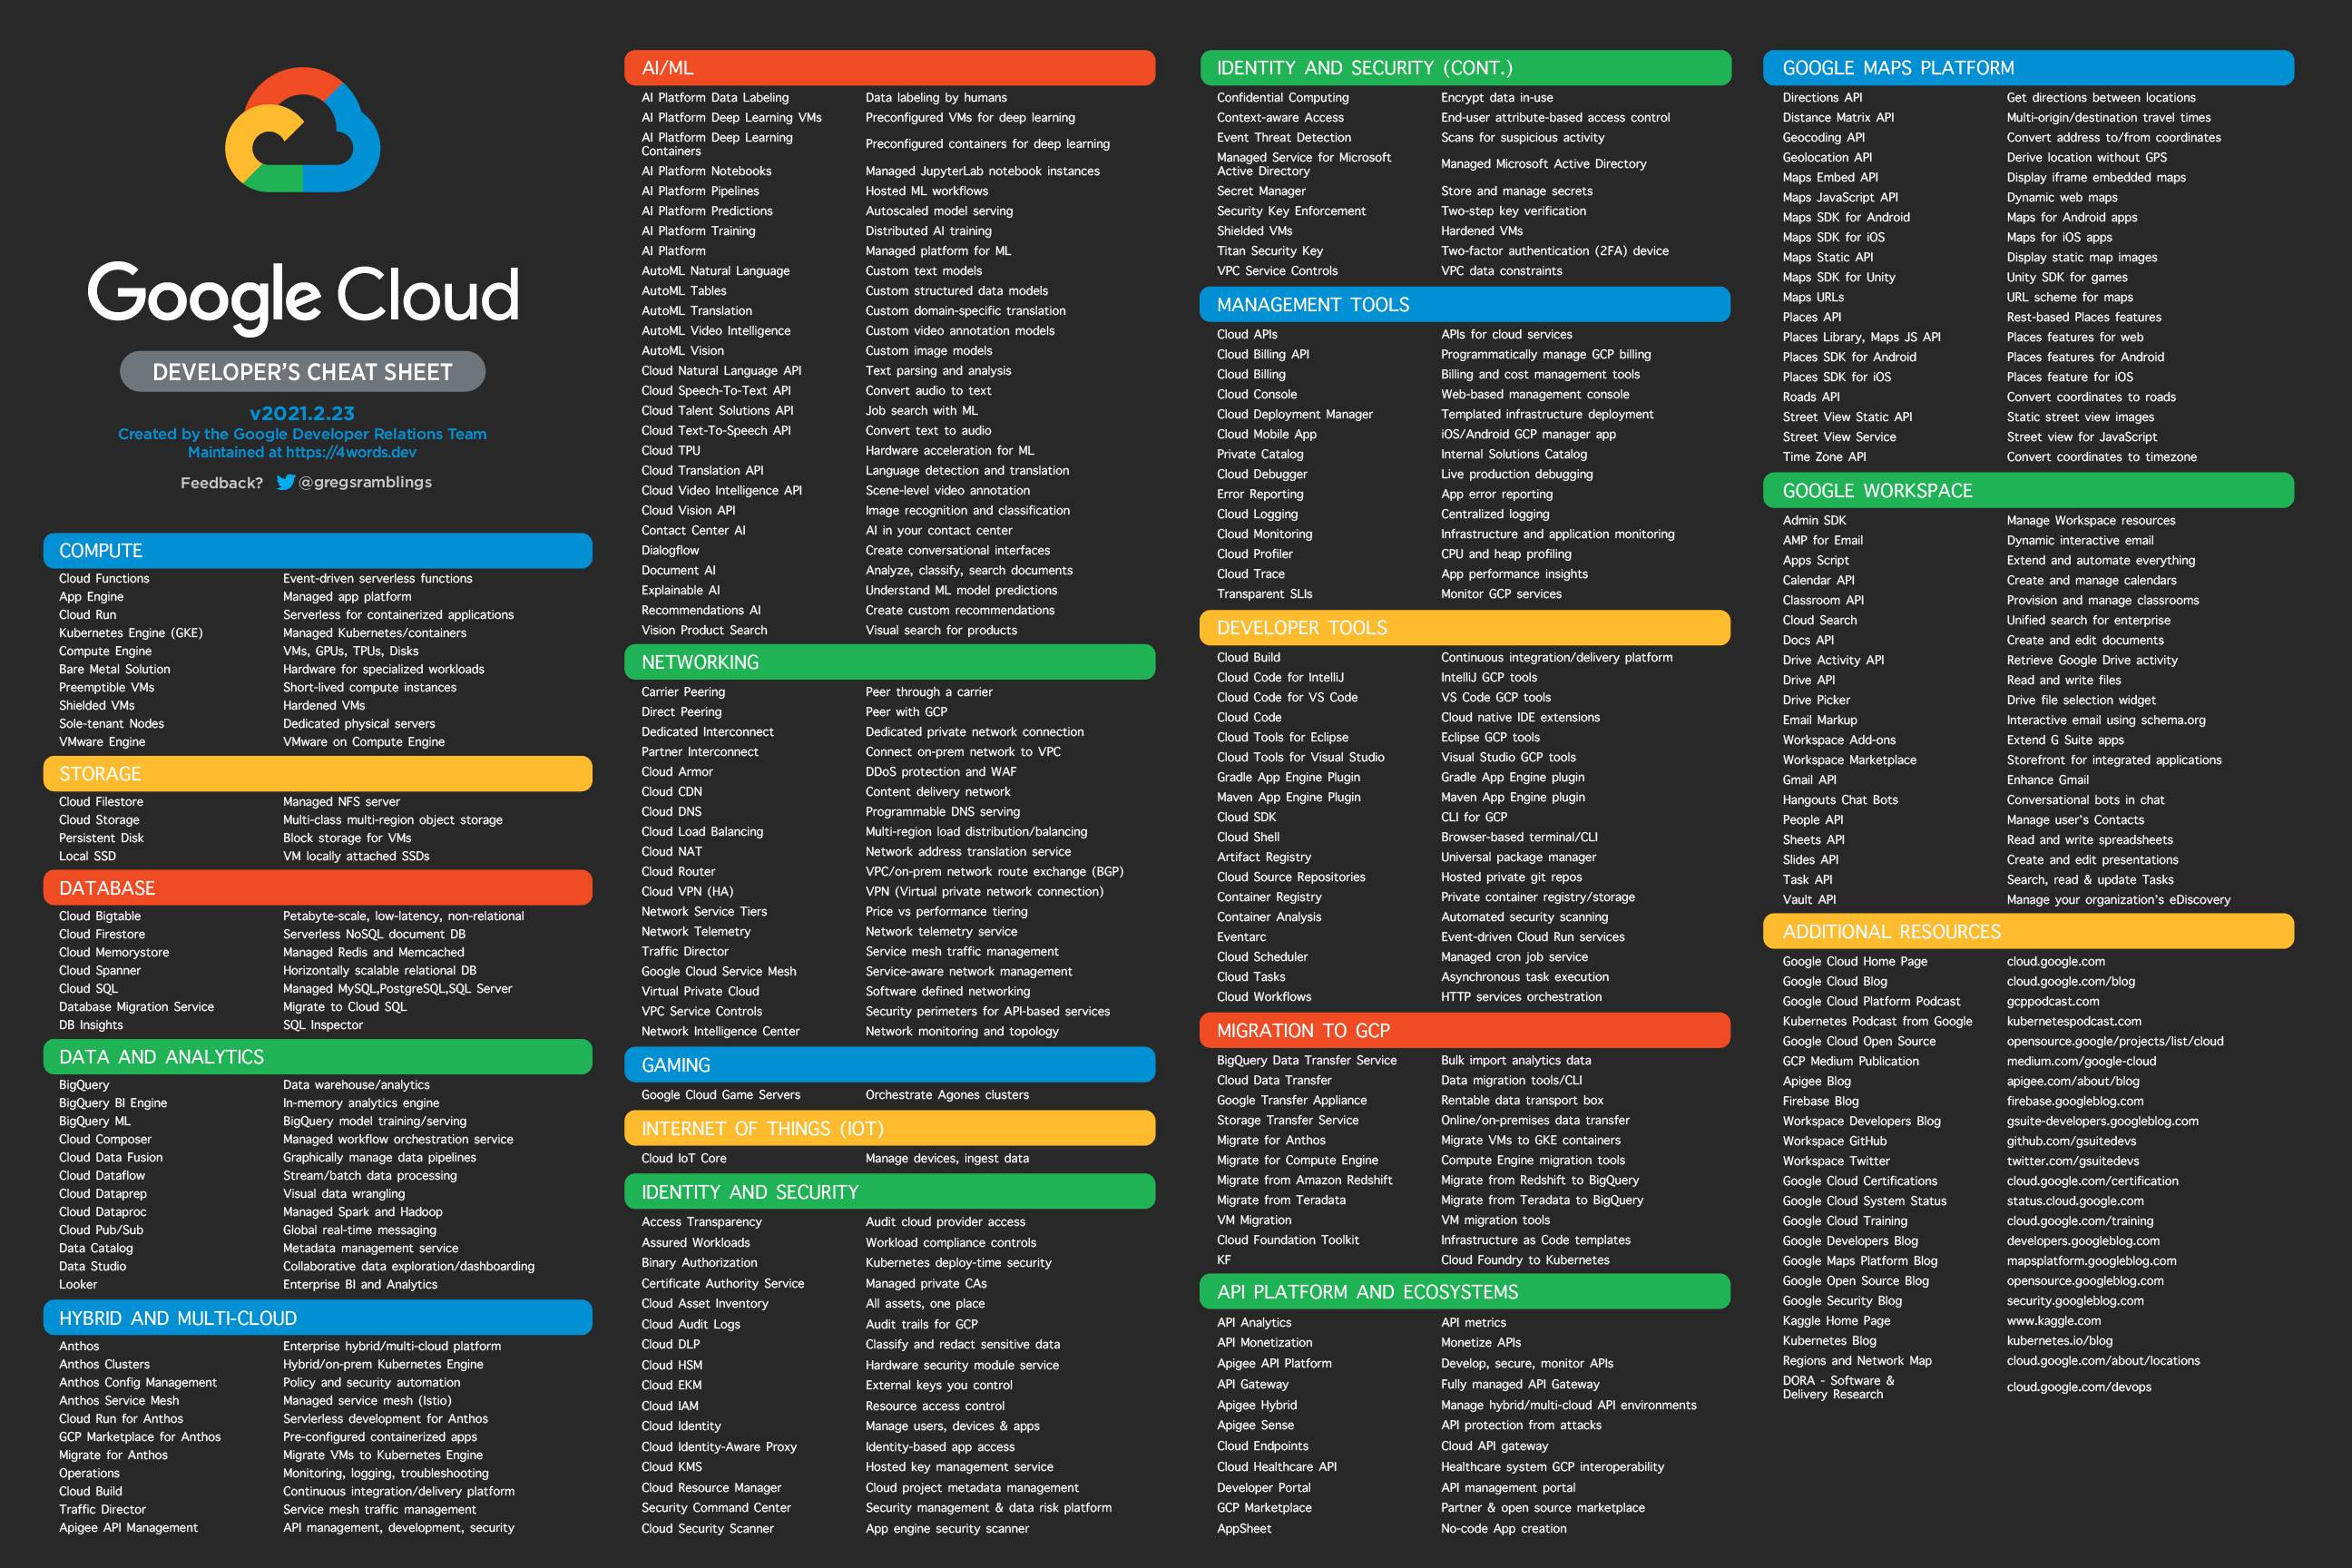 Google Cloud
DEVELOPER'S CHEAT SHEET
v2021.2.23
Created by the Google Developer Relations Team
Maintained at https://4words.dev
Feedback? @gregsramblings
COMPUTE
Cloud Functions Event-driven serverless functions
App Engine Managed app platform
Cloud Run Serverless for containerized applications
Kubernetes Engine (GKE) Managed Kubernetes/containers
Compute Engine VMs, GPUs, TPUs, Disks
Bare Metal Solution Hardware for specialized workloads
Preemptible VMs Short-lived compute instances
Shielded VMs Hardened VMs
Sole-tenant Nodes Dedicated physical servers
VMware Engine VMware on Compute Engine
STORAGE
Cloud Filestore Managed NFS server
Cloud Storage Multi-class multi-region object storage
Persistent Disk Block storage for VMs
Local SSD VM locally attached SSDs
DATABASE
Cloud Bigtable Petabyte-scale, low-latency, non-relational
Cloud Firestore Serverless NoSQL document DB
Cloud Memorystore Managed Redis and Memcached
Cloud Spanner Horizontally scalable relational DB
Cloud SQL Managed MySQL,PostgreSQL,SQL Server
Database Migration Service Migrate to Cloud SQL
DB Insights SQL Inspector
DATA AND ANALYTICS
BigQuery Data warehouse/analytics
BigQuery BI Engine In-memory analytics engine
BigQuery ML BigQuery model training/serving
Cloud Composer Managed workflow orchestration service
Cloud Data Fusion Graphically manage data pipelines
Cloud Dataflow Stream/batch data processing
Cloud Dataprep Visual data wrangling
Cloud Dataproc Managed Spark and Hadoop
Cloud Pub/Sub Global real-time messaging
Data Catalog Metadata management service
Data Studio Collaborative data exploration/dashboarding
Looker Enterprise BI and Analytics
HYBRID AND MULTI-CLOUD
Anthos Enterprise hybrid/multi-cloud platform
Anthos Clusters Hybrid/on-prem Kubernetes Engine
Anthos Config Management Policy and security automation
Anthos Service Mesh Managed service mesh (Istio)
Cloud Run for Anthos Servlerless development for Anthos
GCP Marketplace for Anthos Pre-configured containerized apps
Migrate for Anthos Migrate VMs to Kubernetes Engine
Operations Monitoring, logging, troubleshooting
Cloud Build Continuous integration/delivery platform
Traffic Director Service mesh traffic management
Apigee API Management API management, development, security
AI/ML
AI Platform Data Labeling Data labeling by humans
AI Platform Deep Learning VMs Preconfigured VMs for deep learning
AI Platform Deep Learning
Containers Preconfigured containers for deep learning
AI Platform Notebooks Managed JupyterLab notebook instances
AI Platform Pipelines Hosted ML workflows
AI Platform Predictions Autoscaled model serving
AI Platform Training Distributed AI training
AI Platform Managed platform for ML
AutoML Natural Language Custom text models
AutoML Tables Custom structured data models
AutoML Translation Custom domain-specific translation
AutoML Video Intelligence Custom video annotation models
AutoML Vision Custom image models
Cloud Natural Language API Text parsing and analysis
Cloud Speech-To-Text API Convert audio to text
Cloud Talent Solutions API Job search with ML
Cloud Text-To-Speech API Convert text to audio
Cloud TPU Hardware acceleration for ML
Cloud Translation API Language detection and translation
Cloud Video Intelligence API Scene-level video annotation
Cloud Vision API Image recognition and classification
Contact Center AI AI in your contact center
Dialogflow Create conversational interfaces
Document AI Analyze, classify, search documents
Explainable AI Understand ML model predictions
Recommendations AI Create custom recommendations
Vision Product Search Visual search for products
NETWORKING
Carrier Peering Peer through a carrier
Direct Peering Peer with GCP
Dedicated Interconnect Dedicated private network connection
Partner Interconnect Connect on-prem network to VPC
Cloud Armor DDoS protection and WAF
Cloud CDN Content delivery network
Cloud DNS Programmable DNS serving
Cloud Load Balancing Multi-region load distribution/balancing
Cloud NAT Network address translation service
Cloud Router VPC/on-prem network route exchange (BGP)
Cloud VPN (HA) VPN (Virtual private network connection)
Network Service Tiers Price vs performance tiering
Network Telemetry Network telemetry service
Traffic Director Service mesh traffic management
Google Cloud Service Mesh Service-aware network management
Virtual Private Cloud Software defined networking
VPC Service Controls Security perimeters for API-based services
Network Intelligence Center Network monitoring and topology
GAMING
Google Cloud Game Servers Orchestrate Agones clusters
INTERNET OF THINGS (IOT)
Cloud IoT Core Manage devices, ingest data
IDENTITY AND SECURITY
Access Transparency Audit cloud provider access
Assured Workloads Workload compliance controls
Binary Authorization Kubernetes deploy-time security
Certificate Authority Service Managed private CAs
Cloud Asset Inventory All assets, one place
Cloud Audit Logs Audit trails for GCP
Cloud DLP Classify and redact sensitive data
Cloud HSM Hardware security module service
Cloud EKM External keys you control
Cloud IAM Resource access control
Cloud Identity Manage users, devices & apps
Cloud Identity-Aware Proxy Identity-based app access
Cloud KMS Hosted key management service
Cloud Resource Manager Cloud project metadata management
Security Command Center Security management & data risk platform
Cloud Security Scanner App engine security scanner
IDENTITY AND SECURITY (CONT.)
Confidential Computing Encrypt data in-use
Context-aware Access End-user attribute-based access control
Event Threat Detection Scans for suspicious activity
Managed Service for Microsoft
Active Directory Managed Microsoft Active Directory
Secret Manager Store and manage secrets
Security Key Enforcement Two-step key verification
Shielded VMs Hardened VMs
Titan Security Key Two-factor authentication (2FA) device
VPC Service Controls VPC data constraints
MANAGEMENT TOOLS
Cloud APIs APIs for cloud services
Cloud Billing API Programmatically manage GCP billing
Cloud Billing Billing and cost management tools
Cloud Console Web-based management console
Cloud Deployment Manager Templated infrastructure deployment
Cloud Mobile App iOS/Android GCP manager app
Private Catalog Internal Solutions Catalog
Cloud Debugger Live production debugging
Error Reporting App error reporting
Cloud Logging Centralized logging
Cloud Monitoring Infrastructure and application monitoring
Cloud Profiler CPU and heap profiling
Cloud Trace App performance insights
Transparent SLIs Monitor GCP services
DEVELOPER TOOLS
Cloud Build Continuous integration/delivery platform
Cloud Code for IntelliJ IntelliJ GCP tools
Cloud Code for VS Code VS Code GCP tools
Cloud Code Cloud native IDE extensions
Cloud Tools for Eclipse Eclipse GCP tools
Cloud Tools for Visual Studio Visual Studio GCP tools
Gradle App Engine Plugin Gradle App Engine plugin
Maven App Engine Plugin Maven App Engine plugin
Cloud SDK CLI for GCP
Cloud Shell Browser-based terminal/CLI
Artifact Registry Universal package manager
Cloud Source Repositories Hosted private git repos
Container Registry Private container registry/storage
Container Analysis Automated security scanning
Eventarc Event-driven Cloud Run services
Cloud Scheduler Managed cron job service
Cloud Tasks Asynchronous task execution
Cloud Workflows HTTP services orchestration
MIGRATION TO GCP
BigQuery Data Transfer Service Bulk import analytics data
Cloud Data Transfer Data migration tools/CLI
Google Transfer Appliance Rentable data transport box
Storage Transfer Service Online/on-premises data transfer
Migrate for Anthos Migrate VMs to GKE containers
Migrate for Compute Engine Compute Engine migration tools
Migrate from Amazon Redshift Migrate from Redshift to BigQuery
Migrate from Teradata Migrate from Teradata to BigQuery
VM Migration VM migration tools
Cloud Foundation Toolkit Infrastructure as Code templates
KF Cloud Foundry to Kubernetes
API PLATFORM AND ECOSYSTEMS
API Analytics API metrics
API Monetization Monetize APIs
Apigee API Platform Develop, secure, monitor APIs
API Gateway Fully managed API Gateway
Apigee Hybrid Manage hybrid/multi-cloud API environments
Apigee Sense API protection from attacks
Cloud Endpoints Cloud API gateway
Cloud Healthcare API Healthcare system GCP interoperability
Developer Portal API management portal
GCP Marketplace Partner & open source marketplace
AppSheet No-code App creation
GOOGLE MAPS PLATFORM
Directions API Get directions between locations
Distance Matrix API Multi-origin/destination travel times
Geocoding API Convert address to/from coordinates
Geolocation API Derive location without GPS
Maps Embed API Display iframe embedded maps
Maps JavaScript API Dynamic web maps
Maps SDK for Android Maps for Android apps
Maps SDK for iOS Maps for iOS apps
Maps Static API Display static map images
Maps SDK for Unity Unity SDK for games
Maps URLs URL scheme for maps
Places API Rest-based Places features
Places Library, Maps JS API Places features for web
Places SDK for Android Places features for Android
Places SDK for iOS Places feature for iOS
Roads API Convert coordinates to roads
Street View Static API Static street view images
Street View Service Street view for JavaScript
Time Zone API Convert coordinates to timezone
GOOGLE WORKSPACE
Admin SDK Manage Workspace resources
AMP for Email Dynamic interactive email
Apps Script Extend and automate everything
Calendar API Create and manage calendars
Classroom API Provision and manage classrooms
Cloud Search Unified search for enterprise
Docs API Create and edit documents
Drive Activity API Retrieve Google Drive activity
Drive API Read and write files
Drive Picker Drive file selection widget
Email Markup Interactive email using schema.org
Workspace Add-ons Extend G Suite apps
Workspace Marketplace Storefront for integrated applications
Gmail API Enhance Gmail
Hangouts Chat Bots Conversational bots in chat
People API Manage user's Contacts
Sheets API Read and write spreadsheets
Slides API Create and edit presentations
Task API Search, read & update Tasks
Vault API Manage your organization's eDiscovery
ADDITIONAL RESOURCES
Google Cloud Home Page cloud.google.com
Google Cloud Blog cloud.google.com/blog
Google Cloud Platform Podcast gcppodcast.com
Kubernetes Podcast from Google kubernetespodcast.com
Google Cloud Open Source opensource.google/projects/list/cloud
GCP Medium Publication medium.com/google-cloud
Apigee Blog apigee.com/about/blog
Firebase Blog firebase.googleblog.com
Workspace Developers Blog gsuite-developers.googleblog.com
Workspace GitHub github.com/gsuitedevs
Workspace Twitter twitter.com/gsuitedevs
Google Cloud Certifications cloud.google.com/certification
Google Cloud System Status status.cloud.google.com
Google Cloud Training cloud.google.com/training
Google Developers Blog developers.googleblog.com
Google Maps Platform Blog mapsplatform.googleblog.com
Google Open Source Blog opensource.googleblog.com
Google Security Blog security.googleblog.com
Kaggle Home Page www.kaggle.com
Kubernetes Blog kubernetes.io/blog
Regions and Network Map cloud.google.com/about/locations
DORA - Software &
Delivery Research cloud.google.com/devops